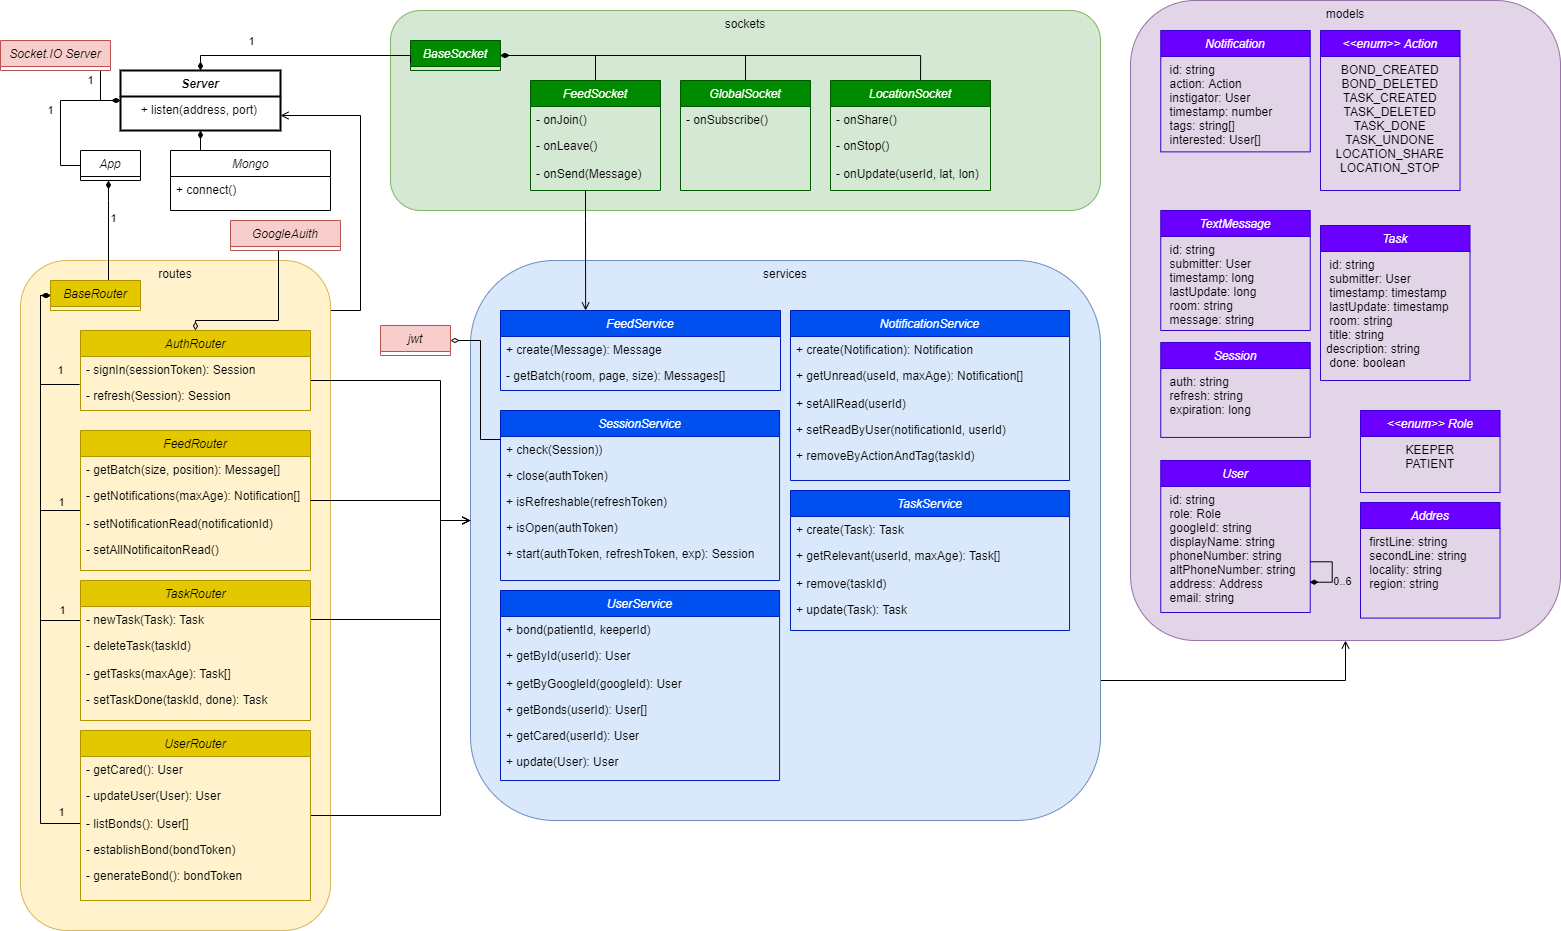 Socket.IO Server
1
1
1
Server
+ listen(address, port)
App
1
Mongo
+ connect()
GoogleAuith
sockets
BaseSocket
FeedSocket
- onJoin()
- onLeave()
- onSend(Message)
GlobalSocket
- onSubscribe()
LocationSocket
- onShare()
- onStop()
- onUpdate(userId, lat, lon)
routes
BaseRouter
1
AuthRouter
- signIn(sessionToken): Session
- refresh(Session): Session
1
FeedRouter
- getBatch(size, position): Message[]
- getNotifications(maxAge): Notification[]
- setNotificationRead(notificationId)
- setAllNotificaitonRead()
1
TaskRouter
- newTask(Task): Task
- deleteTask(taskId)
- getTasks(maxAge): Task[]
- setTaskDone(taskId, done): Task
1
UserRouter
- getCared(): User
- updateUser(User): User
- listBonds(): User[]
- establishBond(bondToken)
- generateBond(): bondToken
jwt
services
FeedService
+ create(Message): Message
- getBatch(room, page, size): Messages[]
SessionService
+ check(Session))
+ close(authToken)
+ isRefreshable(refreshToken)
+ isOpen(authToken)
+ start(authToken, refreshToken, exp): Session
UserService
+ bond(patientId, keeperId)
+ getById(userId): User
+ getByGoogleId(googleId): User
+ getBonds(userId): User[]
+ getCared(userId): User
+ update(User): User
NotificationService
+ create(Notification): Notification
+ getUnread(useId, maxAge): Notification[]
+ setAllRead(userId)
+ setReadByUser(notificationId, userId)
+ removeByActionAndTag(taskId)
TaskService
+ create(Task): Task
+ getRelevant(userId, maxAge): Task[]
+ remove(taskId)
+ update(Task): Task
models
Notification
id: string
action: Action
instigator: User
timestamp: number
tags: string[]
interested: User[]
<<enum>> Action
BOND_CREATED
BOND_DELETED
TASK_CREATED
TASK_DELETED
TASK_DONE
TASK_UNDONE
LOCATION_SHARE
LOCATION_STOP
TextMessage
id: string
submitter: User
timestamp: long
lastUpdate: long
room: string
message: string
Task
id: string
submitter: User
timestamp: timestamp
lastUpdate: timestamp
room: string
title: string
description: string
done: boolean
Session
auth: string
refresh: string
expiration: long
<<enum>> Role
KEEPER
PATIENT
User
id: string
role: Role
googleId: string
displayName: string
phoneNumber: string
altPhoneNumber: string
address: Address
email: string
0..6
Addres
firstLine: string
secondLine: string
locality: string
region: string